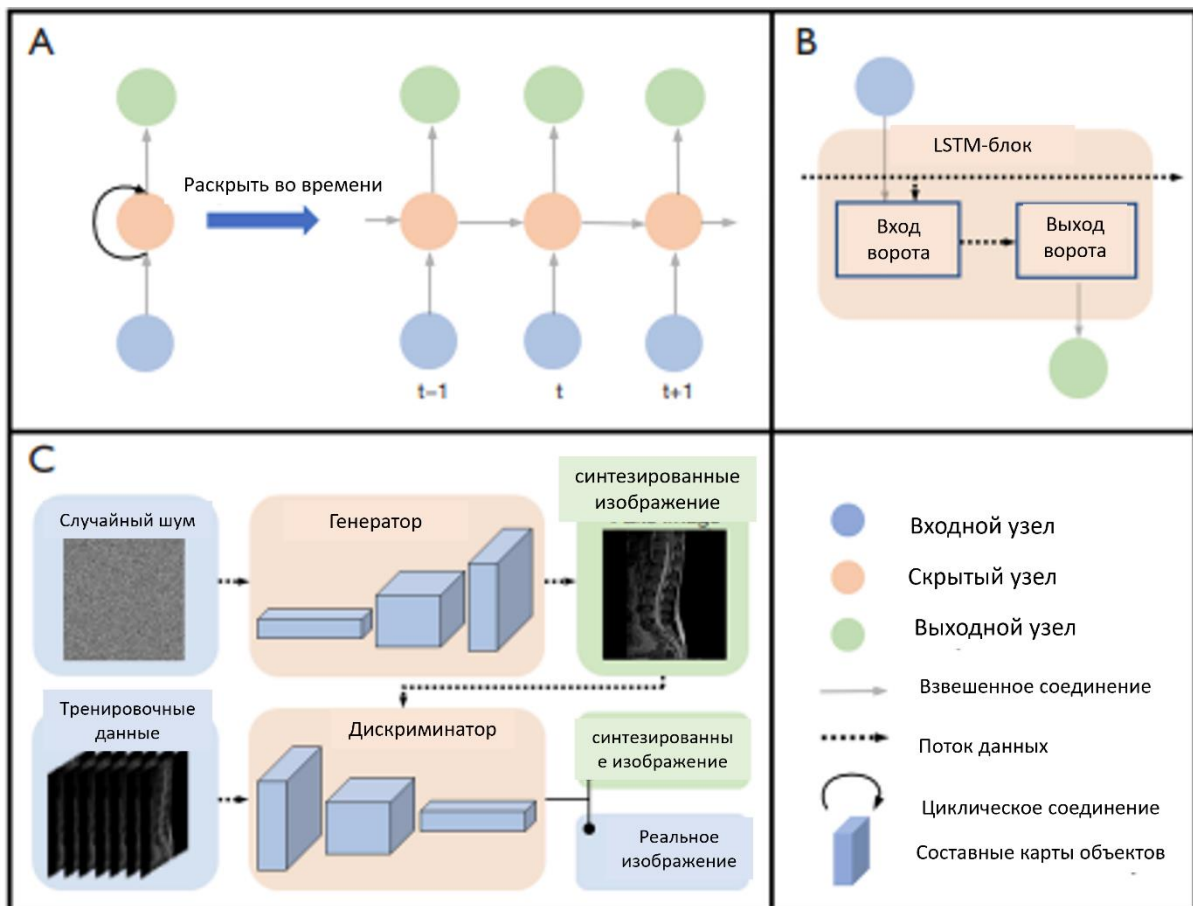 A
Раскрыть во времени
t–1
t
t+1
B
LSTM-блок
Вход
ворота
Выход
ворота
C
Случайный шум
Генератор
синтезированные
изображение
Тренировочные
данные
Дискриминатор
синтезированны
е изображение
Реальное
изображение
Входной узел
Скрытый узел
Выходной узел
Взвешенное соединение
Поток данных
Циклическое соединение
Составные карты объектов